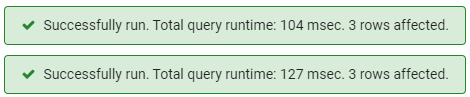 Successfully run. Total query runtime: 104 msec. 3 rows affected.
Successfully run. Total query runtime: 127 msec. 3 rows affected.